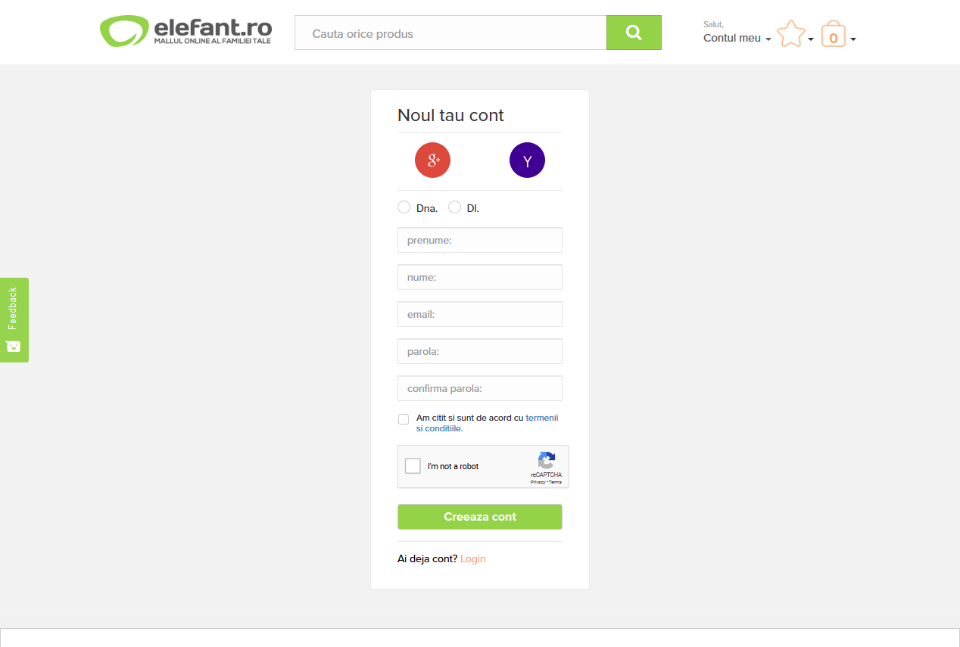 elefant.ro
MALLUL ONLINE AL FAMILIEI TALE
Cauta orice produs
Salut,
Contul meu
0
Noul tau cont
8+
Y
Dna.
Dl.
prenume:
nume:
email:
Feedback
parola:
confirma parola:
Am citit si sunt de acord cu termenii
si conditiile.
I'm not a robot
reCAPTCHA
Privacy - Terms
Creeaza cont
Ai deja cont? Login